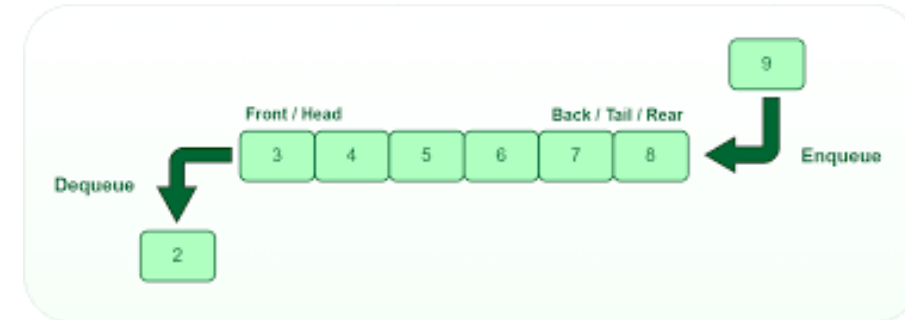 9
Front / Head Back / Tail / Rear
3 4 5 6 7 8
Enqueue
Dequeue
2